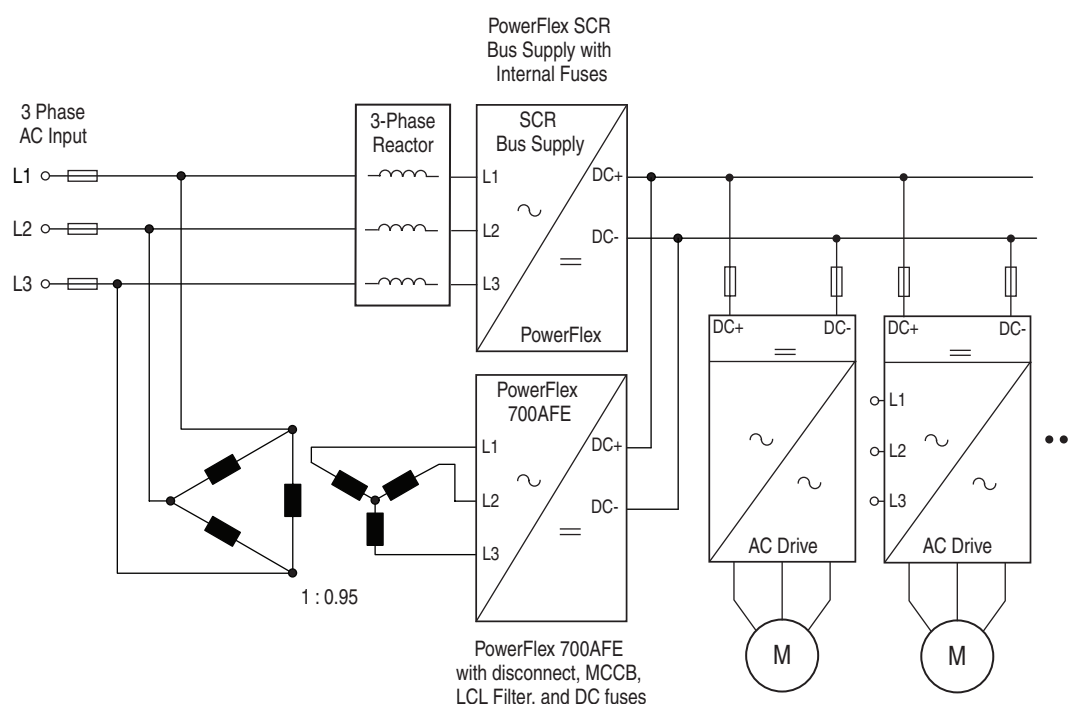 PowerFlex SCR
Bus Supply with
Internal Fuses
3 Phase
AC Input
3-Phase
Reactor
SCR
Bus Supply
L1
L1
DC+
L2
L2
DC-
L3
L3
PowerFlex
DC+
DC-
DC+
DC-
PowerFlex
700AFE
L1
DC+
L2
DC-
L3
L1
L2
L3
AC Drive
AC Drive
1 : 0.95
M
M
PowerFlex 700AFE
with disconnect, MCCB,
LCL Filter, and DC fuses